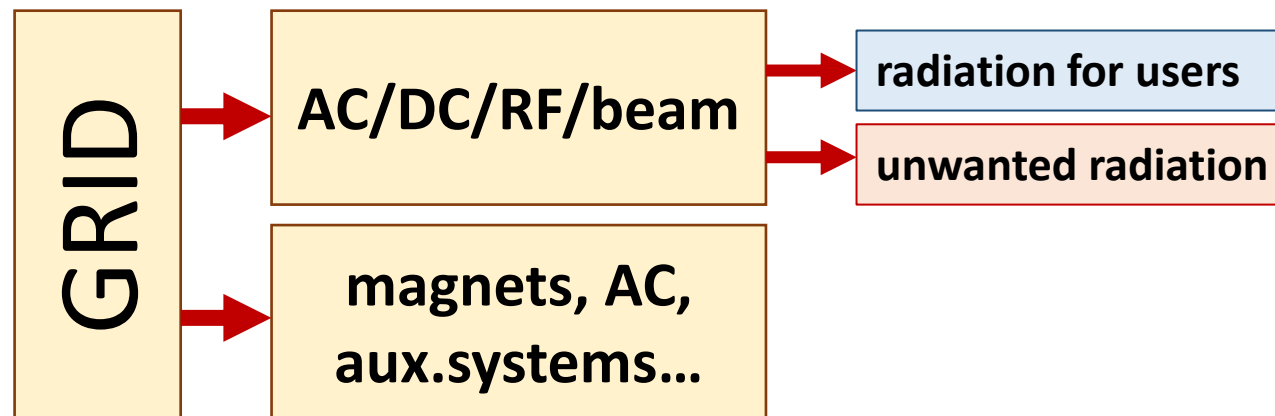 GRID
AC/DC/RF/beam
radiation for users
unwanted radiation
magnets, AC,
aux.systems…